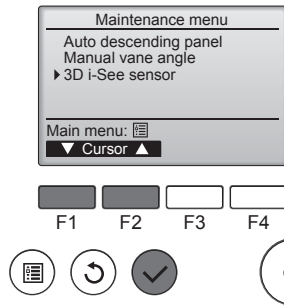 Maintenance menu
Auto descending panel
Manual vane angle
3D i-See sensor
Main menu:
▼ Cursor ▲
F1 F2 F3 F4